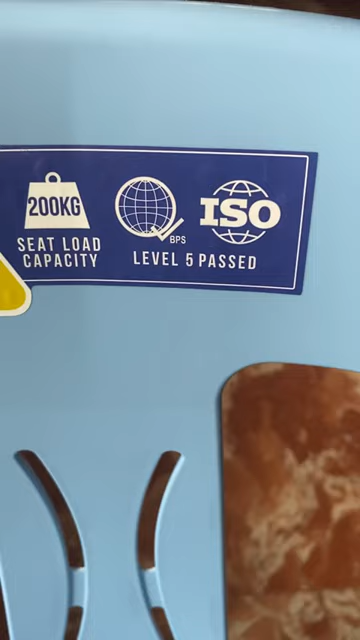 200KG
SEAT LOAD
CAPACITY
BPS
ISO
LEVEL 5 PASSED